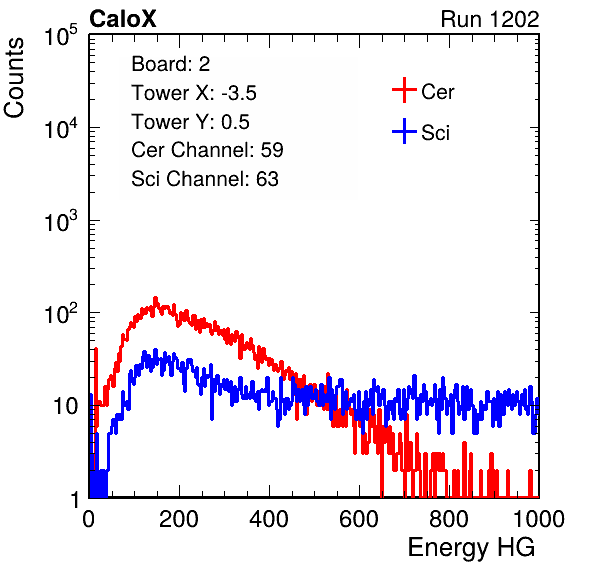 CaloX Run 1202
Counts
Board: 2
Tower X: -3.5
Tower Y: 0.5
Cer Channel: 59
Sci Channel: 63
Cer
Sci
10^5
10^4
10^3
10^2
10
1
0 200 400 600 800 1000
Energy HG